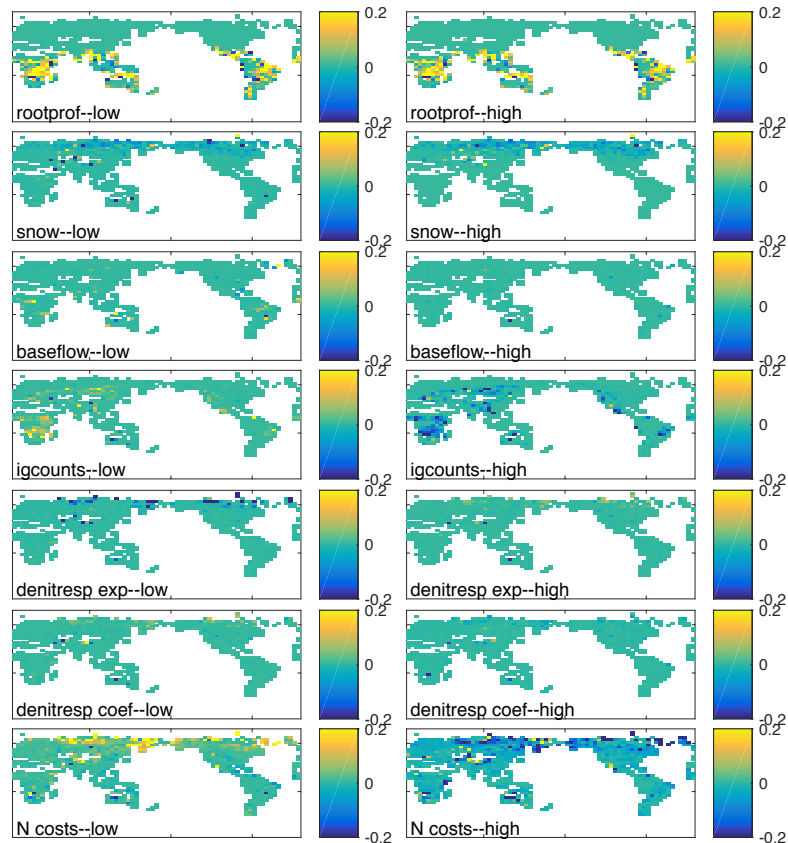 0.2 0.2
0 0
rootprof--low -0.2 rootprof--high -0.2
0.2 0.2
0 0
snow--low -0.2 snow--high -0.2
0.2 0.2
0 0
baseflow--low -0.2 baseflow--high -0.2
0.2 0.2
0 0
igcounts--low -0.2 igcounts--high -0.2
0.2 0.2
0 0
denitresp exp--low -0.2 denitresp exp--high -0.2
0.2 0.2
0 0
denitresp coef--low -0.2 denitresp coef--high -0.2
0.2 0.2
0 0
N costs--low -0.2 N costs--high -0.2